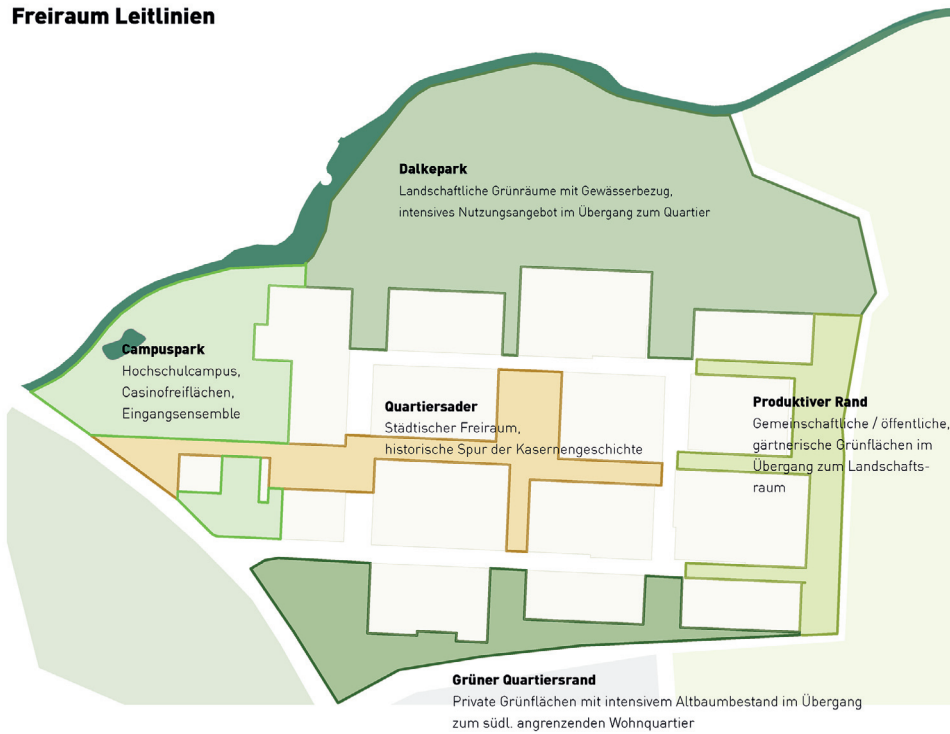 Freiraum Leitlinien
Dalkepark
Landschaftliche Grünräume mit Gewässerbezug,
intensives Nutzungsangebot im Übergang zum Quartier
Campuspark
Hochschulcampus,
Casinofreiflächen,
Eingangsensemble
Quartiersader
Städtischer Freiraum,
historische Spur der Kasernengeschichte
Produktiver Rand
Gemeinschaftliche / öffentliche,
gärtnerische Grünflächen im
Übergang zum Landschafts-
raum
Grüner Quartiersrand
Private Grünflächen mit intensivem Altbaumbestand im Übergang
zum südl. angrenzenden Wohnquartier